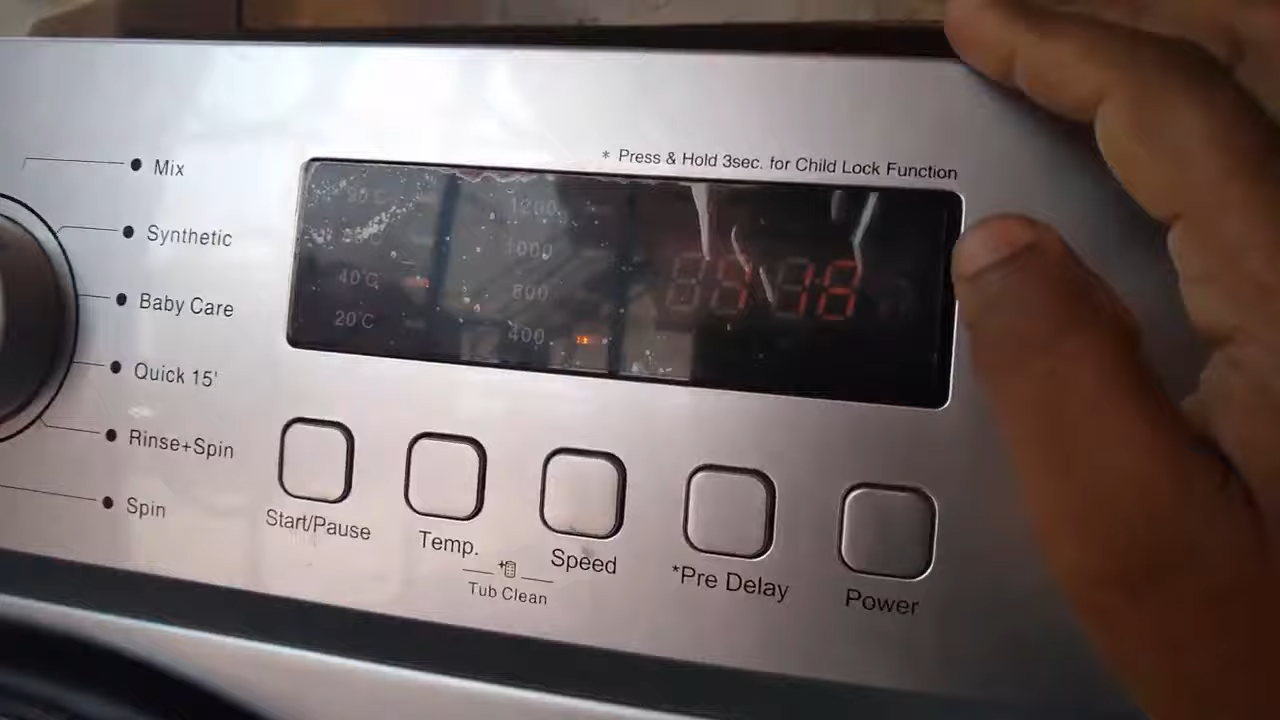 * Press & Hold 3sec. for Child Lock Function
Mix
Synthetic
Baby Care
Quick 15'
Rinse+Spin
Spin
1200
1000
40°C
800
20°C
400
Start/Pause
Temp.
Speed
*Pre Delay
Power
Tub Clean